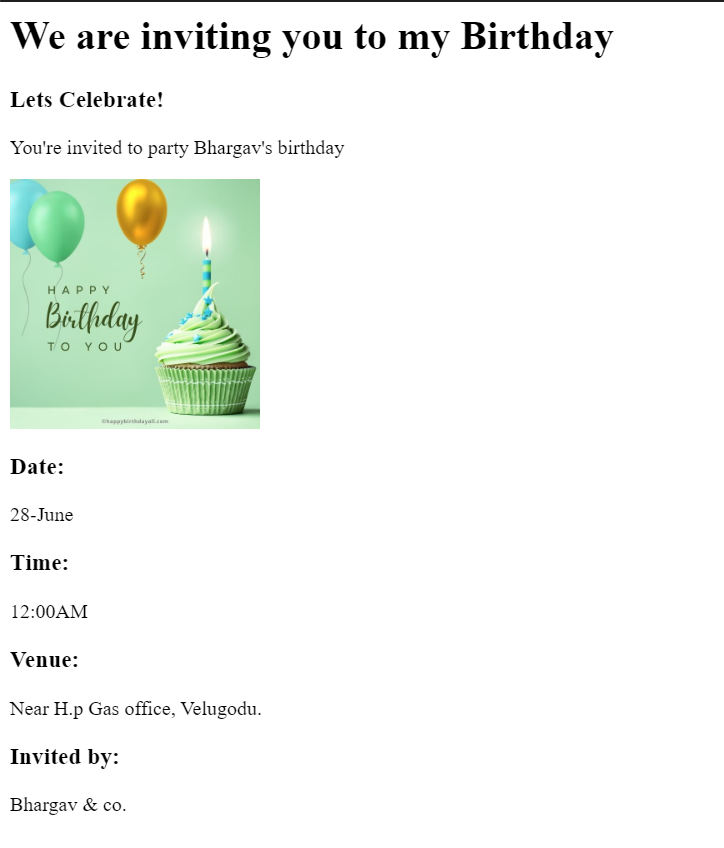 We are inviting you to my Birthday
Lets Celebrate!
You're invited to party Bhargav's birthday
HAPPY
Birthday
TO YOU
©happybirthdayall.com
Date:
28-June
Time:
12:00AM
Venue:
Near H.p Gas office, Velugodu.
Invited by:
Bhargav & co.